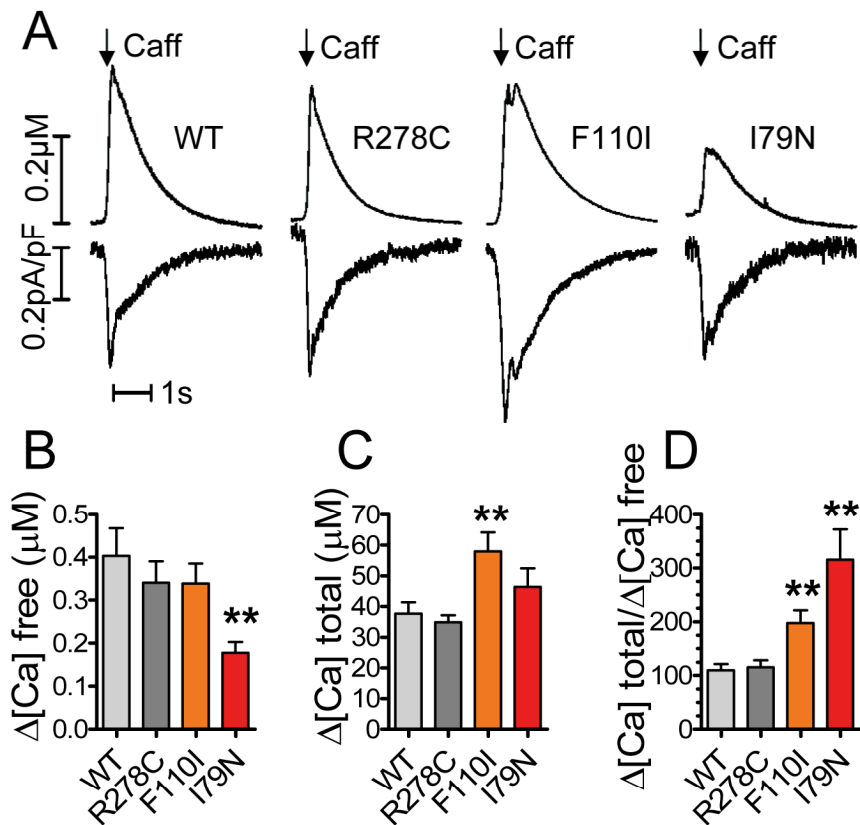 A
Caff
Caff
Caff
Caff
WT
R278C
F110I
I79N
0.2μM
0.2pA/pF
1s
B
Δ[Ca] free (μM)
0.5
0.4
0.3
0.2
0.1
0.0
**
WT
R278C
F110I
I79N
C
Δ[Ca] total (μM)
70
60
50
40
30
20
10
0
**
WT
R278C
F110I
I79N
D
Δ[Ca] total/Δ[Ca] free
400
300
200
100
0
**
**
WT
R278C
F110I
I79N